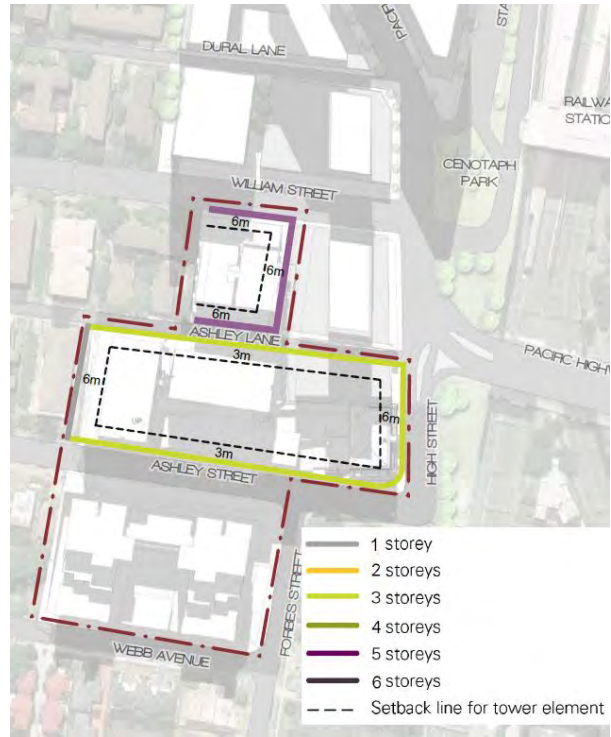 DURAL LANE
PACIF
STA
RAILWA
STATIO
CENOTAPH
PARK
WILLIAM STREET
6m
6m
6m
ASHLEY LANE
PACIFIC HIGHW
3m
6m
6m
3m
HIGH STREET
ASHLEY STREET
FORBES STREET
WEBB AVENUE
1 storey
2 storeys
3 storeys
4 storeys
5 storeys
6 storeys
Setback line for tower element